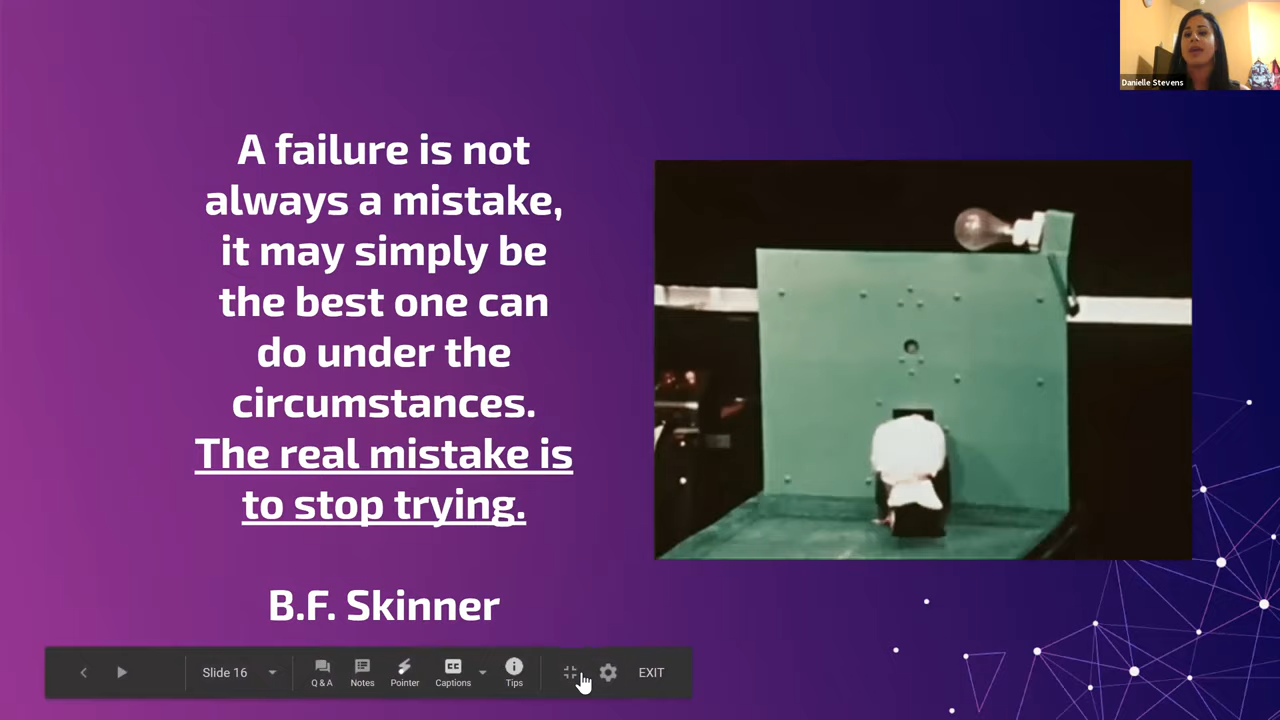 Danielle Stevens
A failure is not
always a mistake,
it may simply be
the best one can
do under the
circumstances.
The real mistake is
to stop trying.
B.F. Skinner
Slide 16
Q & A
Notes
Pointer
CC
Captions
Tips
EXIT